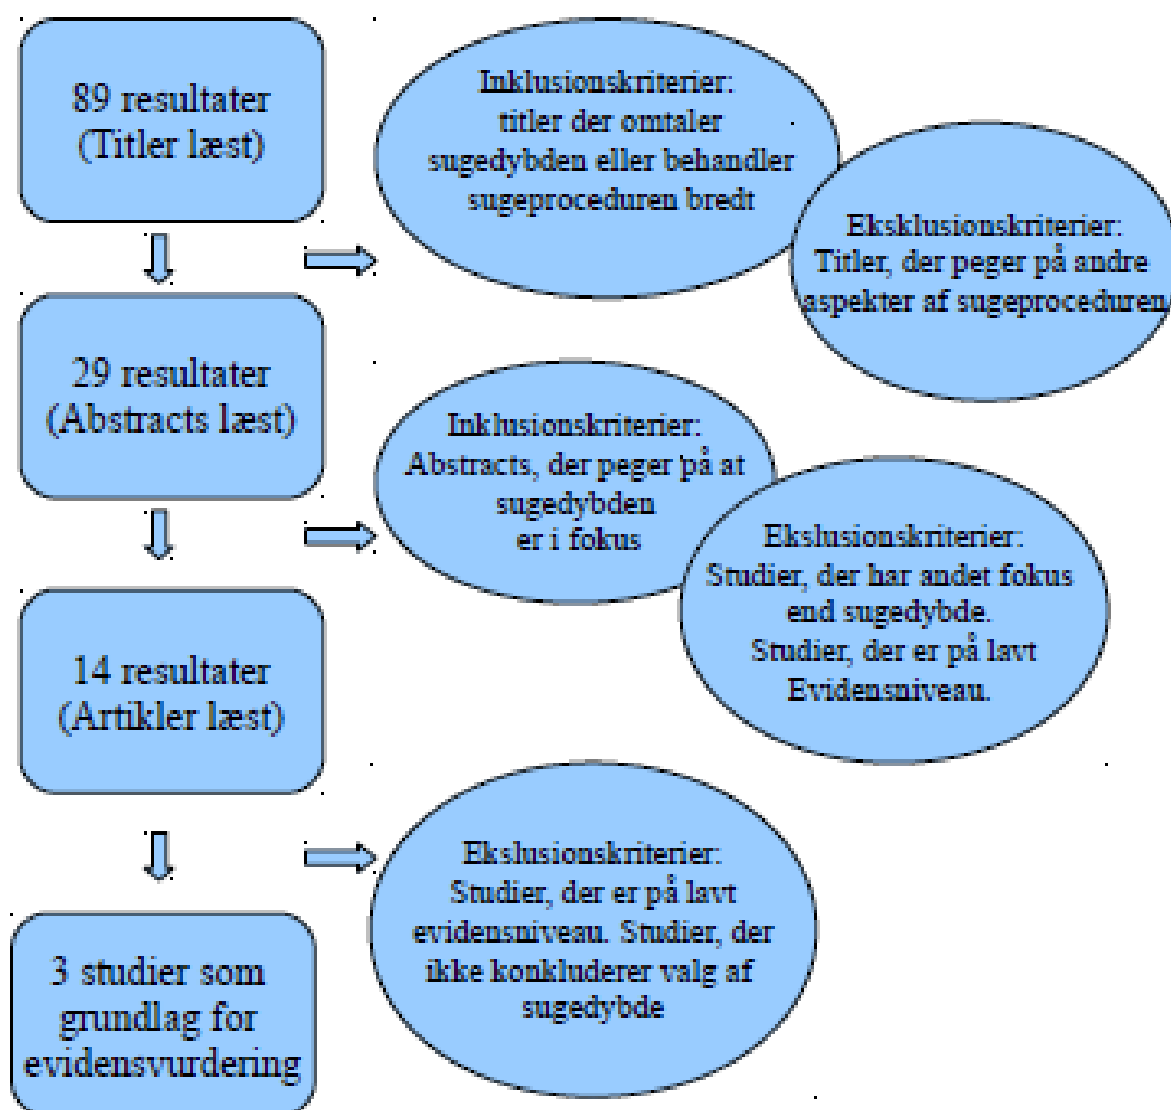 89 resultater
(Titler læst)
Inklusionskriterier:
titler der omtaler
sugedybden eller behandler
sugeproceduren bredt
Eksklusionskriterier:
Titler, der peger på andre
aspekter af sugeproceduren
29 resultater
(Abstracts læst)
Inklusionskriterier:
Abstracts, der peger på at
sugedybden
er i fokus
Ekslusionskriterier:
Studier, der har andet fokus
end sugedybde.
Studier, der er på lavt
Evidensniveau.
14 resultater
(Artikler læst)
Ekslusionskriterier:
Studier, der er på lavt
evidensniveau. Studier, der
ikke konkluderer valg af
sugedybde
3 studier som
grundlag for
evidensvurdering